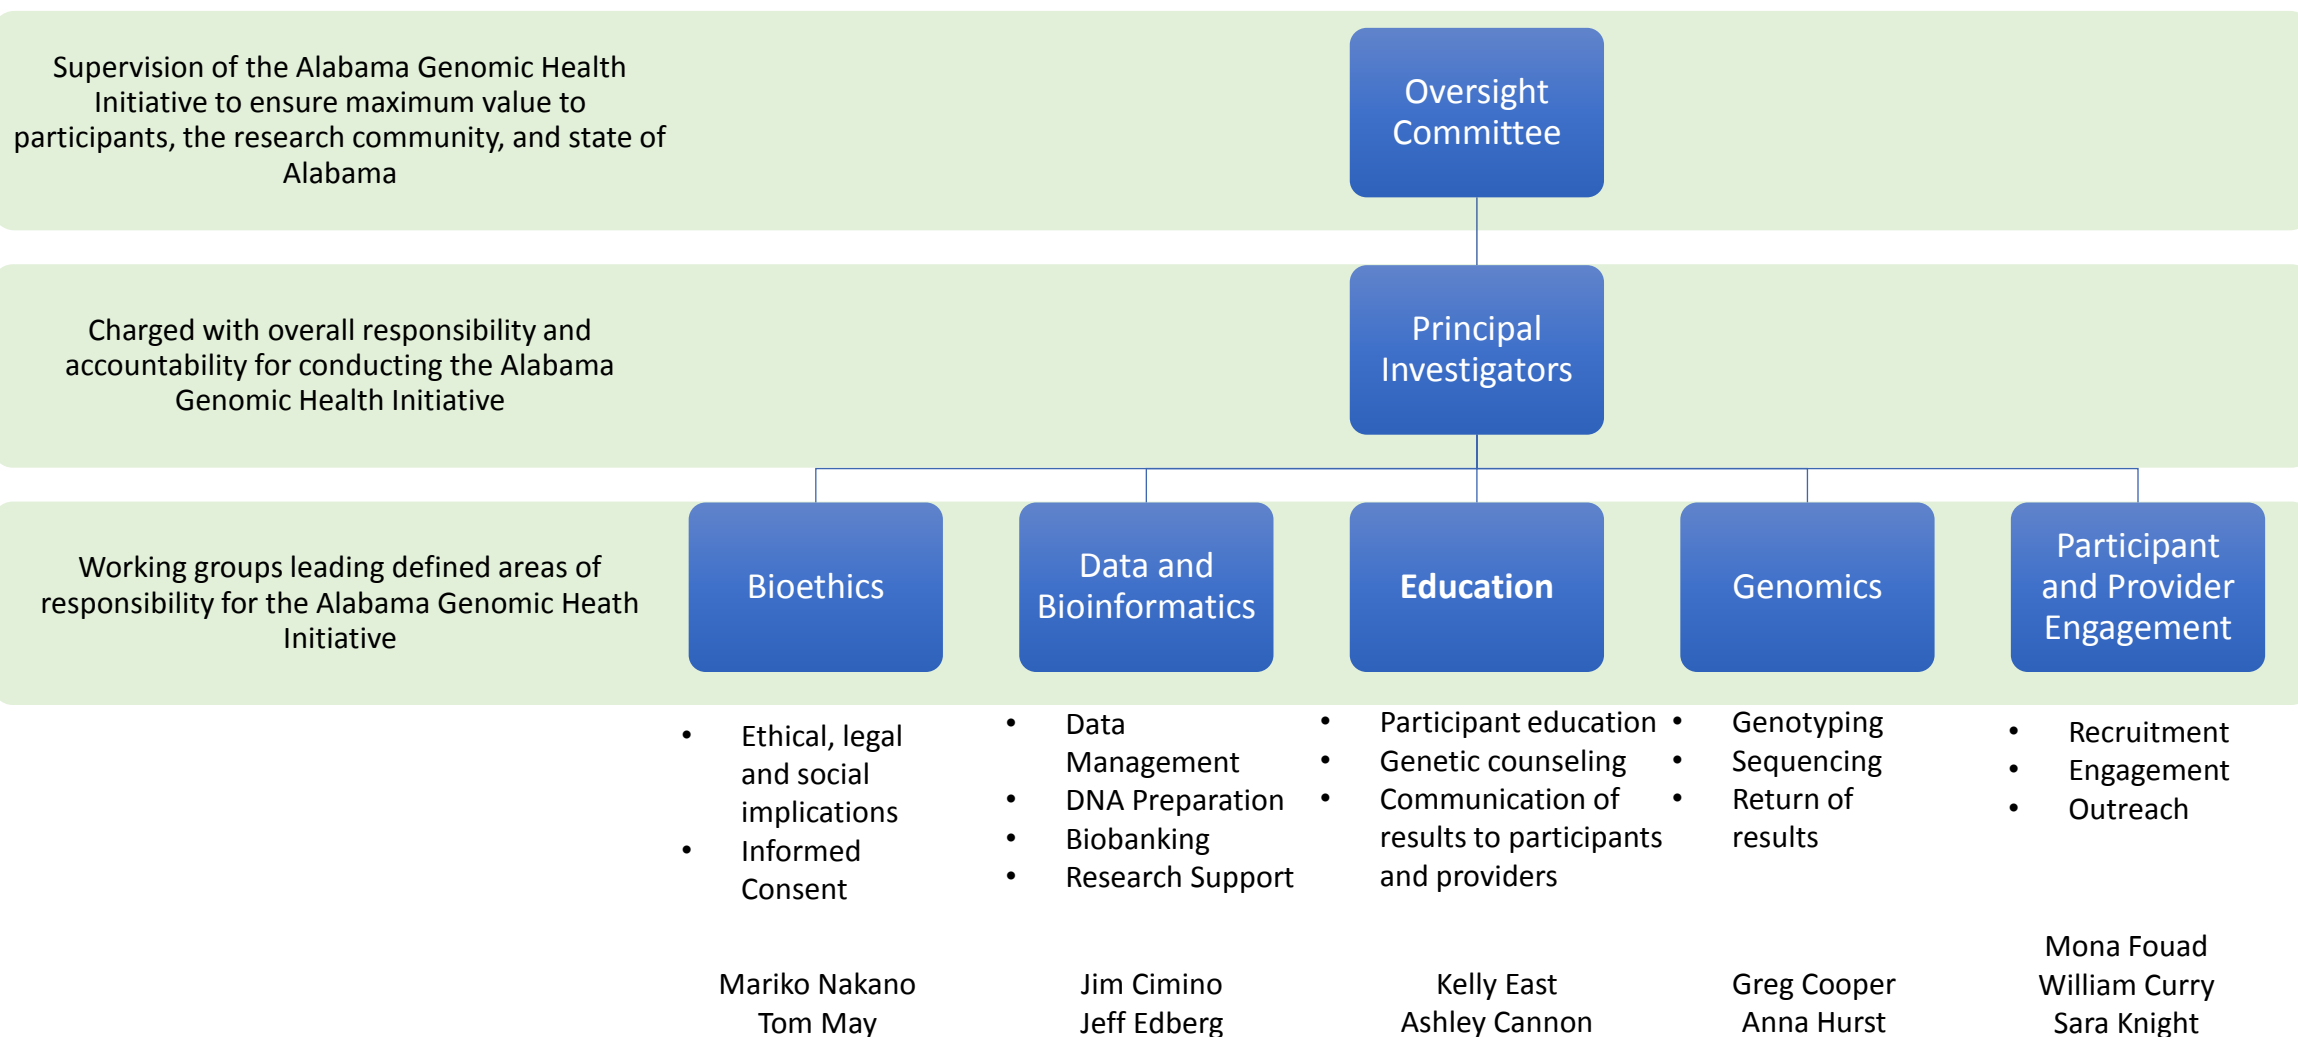 Supervision of the Alabama Genomic Health
Initiative to ensure maximum value to
participants, the research community, and state of
Alabama
Oversight
Committee
Charged with overall responsibility and
accountability for conducting the Alabama
Genomic Health Initiative
Principal
Investigators
Working groups leading defined areas of
responsibility for the Alabama Genomic Heath
Initiative
Bioethics
Data and
Bioinformatics
Education
Genomics
Participant
and Provider
Engagement
• Ethical, legal
and social
implications
• Informed
Consent
• Data
Management
• DNA Preparation
• Biobanking
• Research Support
• Participant education
• Genetic counseling
• Communication of
results to participants
and providers
• Genotyping
• Sequencing
• Return of
results
• Recruitment
• Engagement
• Outreach
Mariko Nakano
Tom May
Jim Cimino
Jeff Edberg
Kelly East
Ashley Cannon
Greg Cooper
Anna Hurst
Mona Fouad
William Curry
Sara Knight